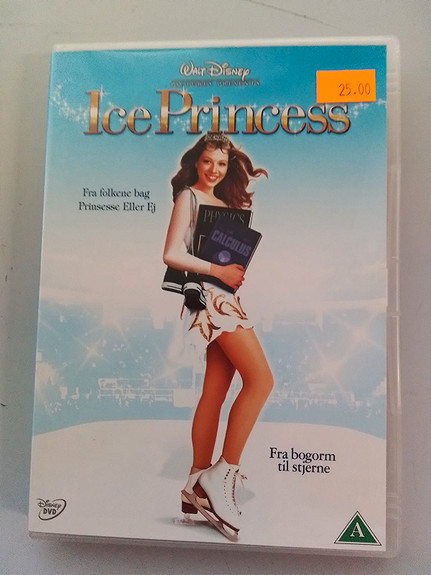 Walt Disney
PICTURES PRESENTS
25.00
Ice Princess
Fra folkene bag
Prinsesse Eller Ej
PHYSICS
CALCULUS
Fra bogorm
til stjerne
Disney
DVD
A